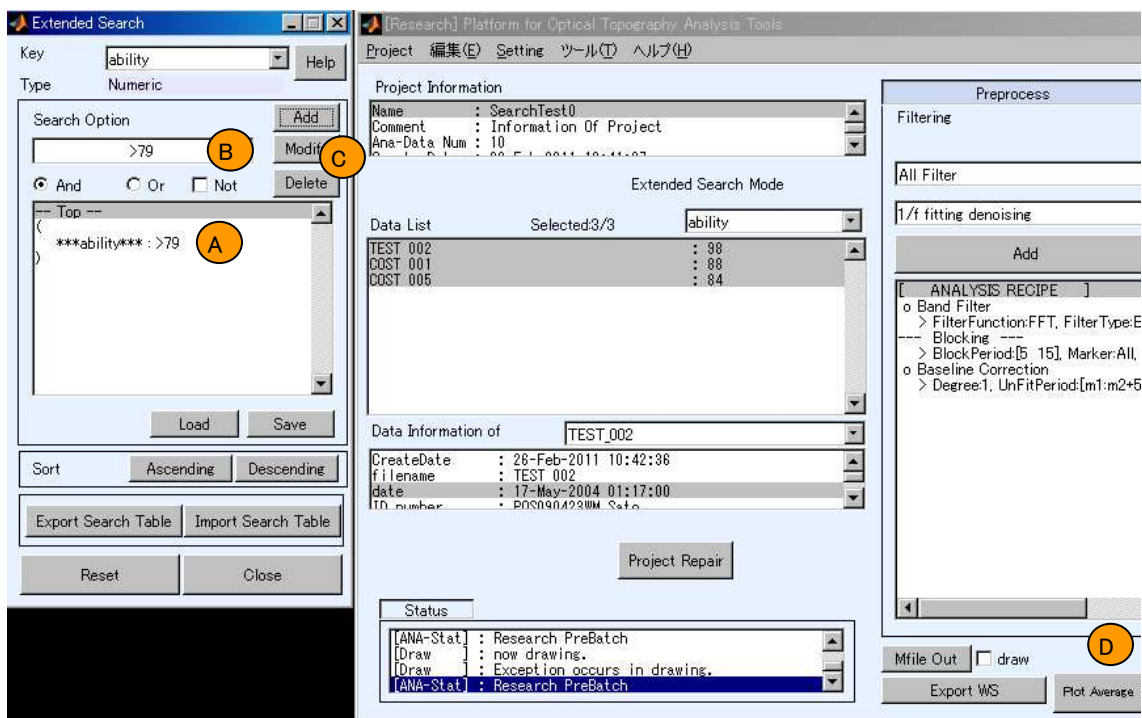 Extended Search
Key
ability
Help
Type
Numeric
Search Option
Add
>79
B
Modif
C
And
Or
Not
Delete
-- Top --
(
***ability*** : >79
A
)
Load
Save
Sort
Ascending
Descending
Export Search Table
Import Search Table
Reset
Close
[Research] Platform for Optical Topography Analysis Tools
Project 編集(E) Setting ツール(T) ヘルプ(H)
Project Information
Name : SearchTest0
Comment : Information Of Project
Ana-Data Num : 10
Extended Search Mode
Data List
Selected:3/3
ability
TEST 002 : 98
COST 001 : 88
COST 005 : 84
Data Information of
TEST_002
CreateDate : 26-Feb-2011 10:42:36
filename : TEST 002
date : 17-May-2004 01:17:00
ID number : POS090423WM Sato
Project Repair
Status
[ANA-Stat] : Research PreBatch
[Draw ] : now drawing.
[Draw ] : Exception occurs in drawing.
[ANA-Stat] : Research PreBatch
Preprocess
Filtering
All Filter
1/f fitting denoising
Add
[ ANALYSIS RECIPE ]
o Band Filter
> FilterFunction:FFT, FilterType:E
--- Blocking ---
> BlockPeriod:[5 15], Marker:All,
o Baseline Correction
> Degree:1, UnFitPeriod:[m1:m2+5
Mfile Out
draw
D
Export WS
Plot Average